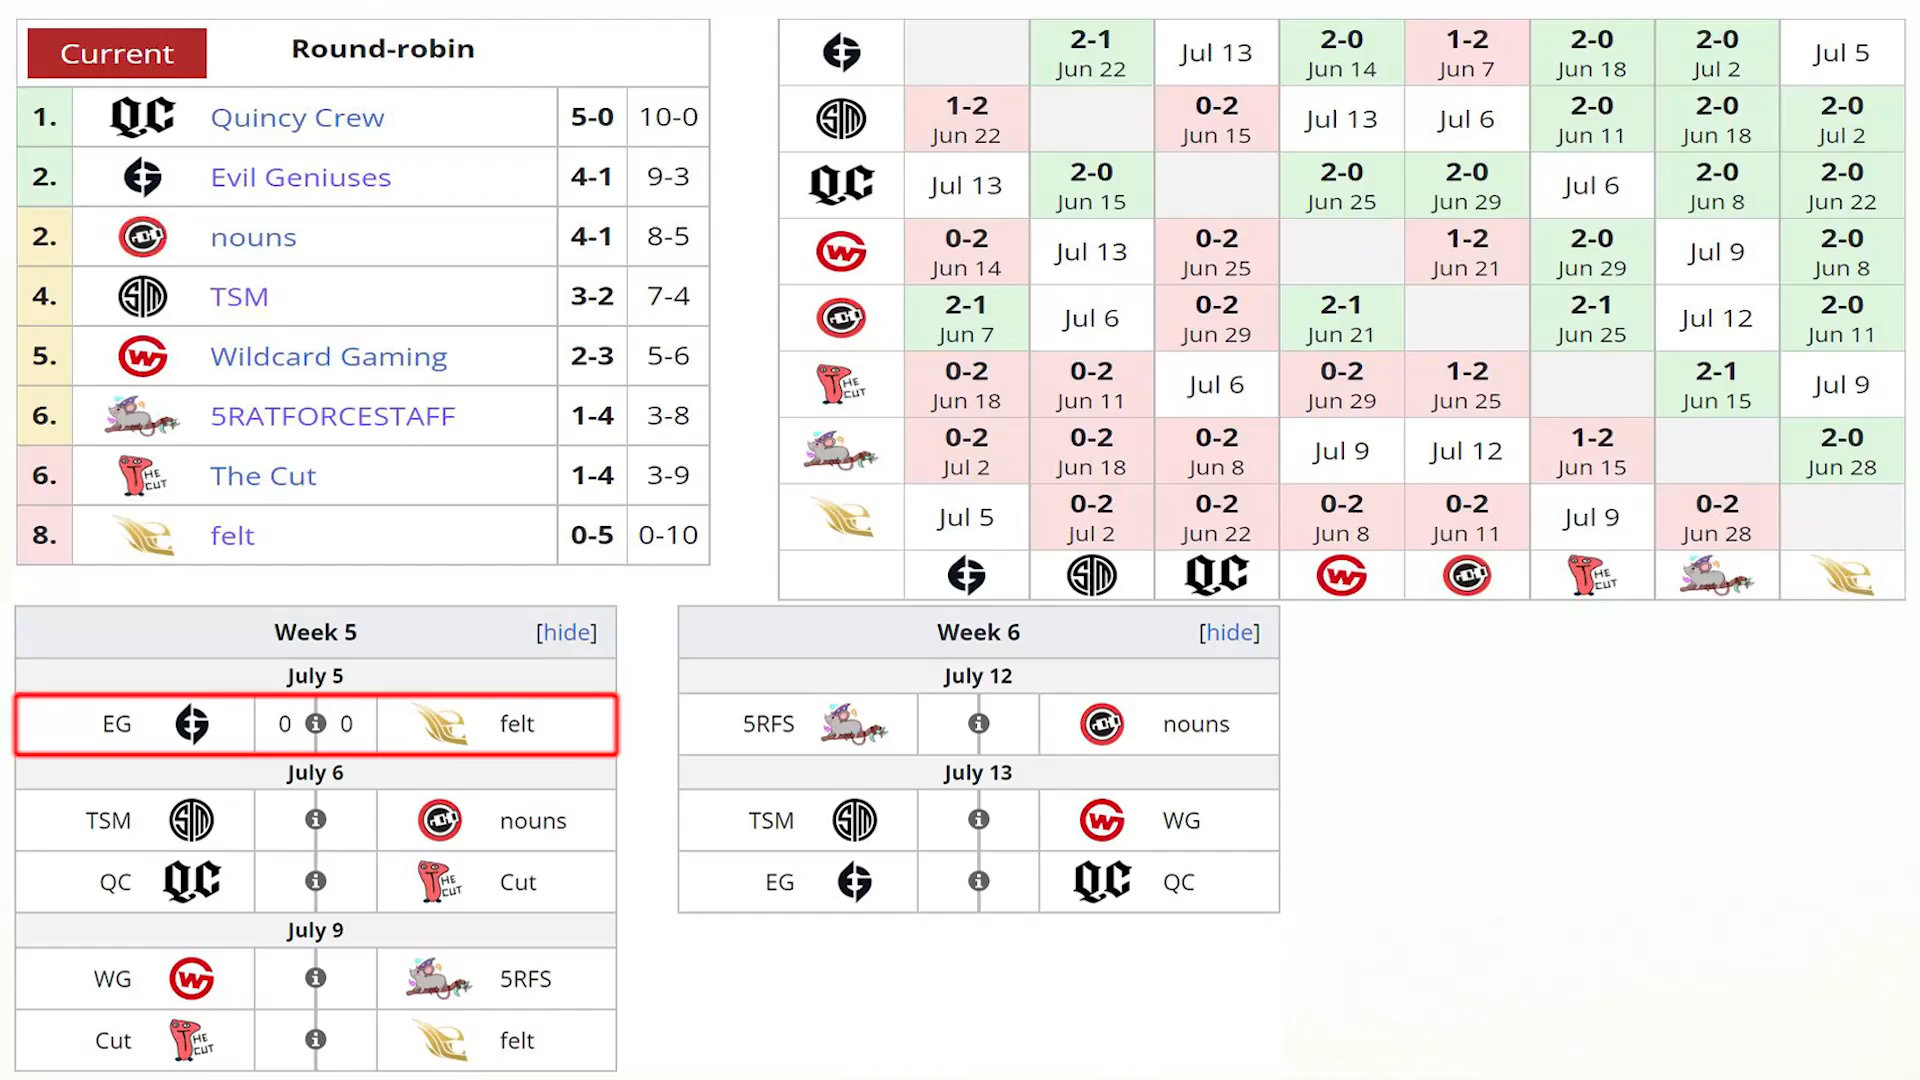 Current Round-robin
1. QC Quincy Crew 5-0 10-0
2. Evil Geniuses 4-1 9-3
2. nouns 4-1 8-5
4. TSM 3-2 7-4
5. Wildcard Gaming 2-3 5-6
6. 5RATFORCESTAFF 1-4 3-8
6. THE CUT The Cut 1-4 3-9
8. felt 0-5 0-10
2-1 Jul 13 2-0 1-2 2-0 2-0 Jul 5
Jun 22 Jun 14 Jun 7 Jun 18 Jul 2
1-2 0-2 Jul 13 Jul 6 2-0 2-0 2-0
Jun 22 Jun 15 Jun 11 Jun 18 Jul 2
QC Jul 13 2-0 2-0 2-0 Jul 6 2-0 2-0
Jun 15 Jun 25 Jun 29 Jun 8 Jun 22
0-2 Jul 13 0-2 1-2 2-0 Jul 9 2-0
Jun 14 Jun 25 Jun 21 Jun 29 Jun 8
2-1 Jul 6 0-2 2-1 2-1 Jul 12 2-0
Jun 7 Jun 29 Jun 21 Jun 25 Jun 11
THE CUT 0-2 0-2 Jul 6 0-2 1-2 2-1 Jul 9
Jun 18 Jun 11 Jun 29 Jun 25 Jun 15
0-2 0-2 0-2 Jul 9 Jul 12 1-2 2-0
Jul 2 Jun 18 Jun 8 Jun 15 Jun 28
Jul 5 0-2 0-2 0-2 0-2 Jul 9 0-2
Jul 2 Jun 22 Jun 8 Jun 11 Jun 28
QC THE CUT
Week 5 [hide]
July 5
EG 0 0 felt
July 6
TSM nouns
QC QC THE CUT Cut
July 9
WG 5RFS
Cut THE CUT felt
Week 6 [hide]
July 12
5RFS nouns
July 13
TSM WG
EG QC QC